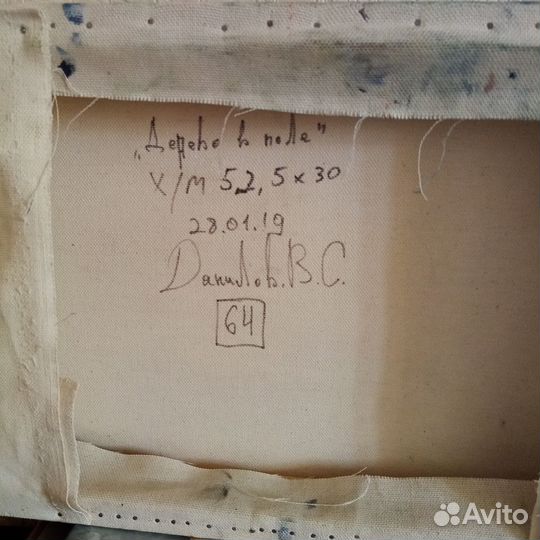 „Дерево в поле"
Х/м 52,5 х 30
28.01.19
Данилов. В. С.
64
Avito